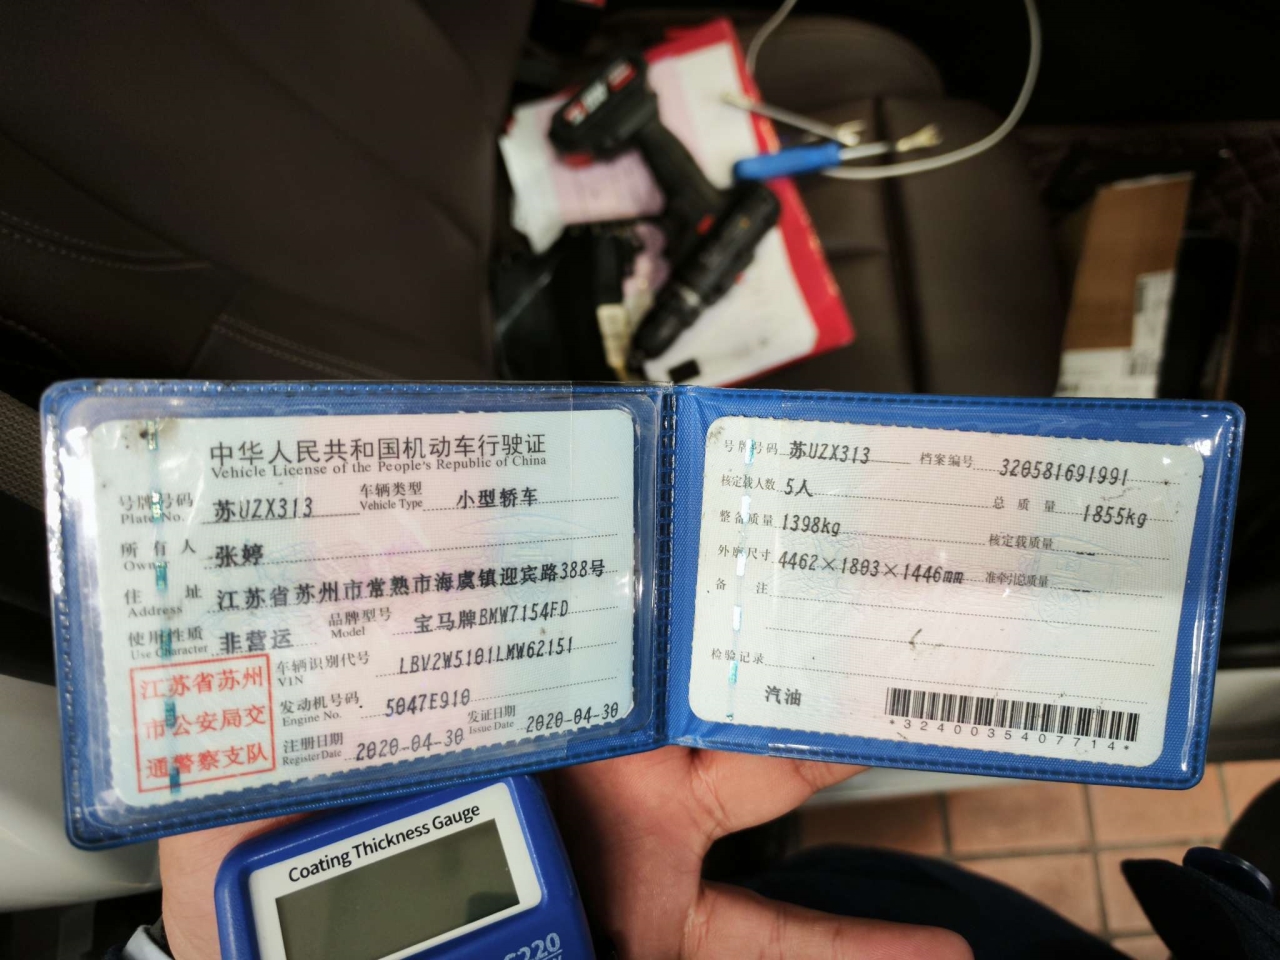 中华人民共和国机动车行驶证
Vehicle License of the People's Republic of China
号牌号码 苏UZX313 车辆类型 小型轿车
Plate No. Vehicle Type
所有人 张婷
Owner
住址 江苏省苏州市常熟市海虞镇迎宾路388号
Address
使用性质 非营运 品牌型号 宝马牌BMW7154FD
Use Character Model
江苏省苏州
市公安局交
通警察支队
车辆识别代号 LBV2W5101LMW62151
VIN
发动机号码 5047E910
Engine No.
注册日期 2020-04-30 发证日期 2020-04-30
Register Date Issue Date
号牌号码 苏UZX313 档案编号 320581691991
核定载人数 5人 总质量 1855kg
整备质量 1398kg 核定载质量 --
外廓尺寸 4462×1803×1446mm 准牵引总质量 --
备注
检验记录
汽油
*3240035407714*
Coating Thickness Gauge